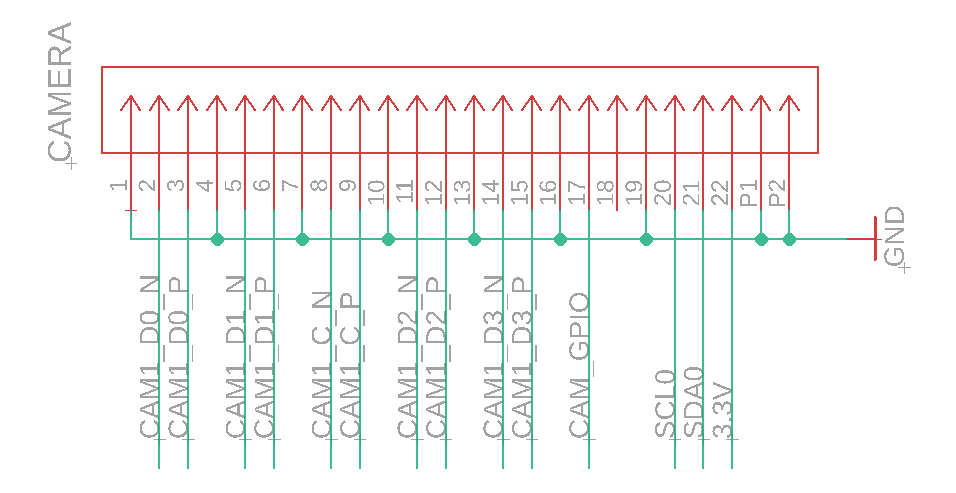 CAMERA
1
2
3
4
5
6
7
8
9
10
11
12
13
14
15
16
17
18
19
20
21
22
P1
P2
GND
CAM1_D0_N
CAM1_D0_P
CAM1_D1_N
CAM1_D1_P
CAM1_C_N
CAM1_C_P
CAM1_D2_N
CAM1_D2_P
CAM1_D3_N
CAM1_D3_P
CAM_GPIO
SCL0
SDA0
3.3V